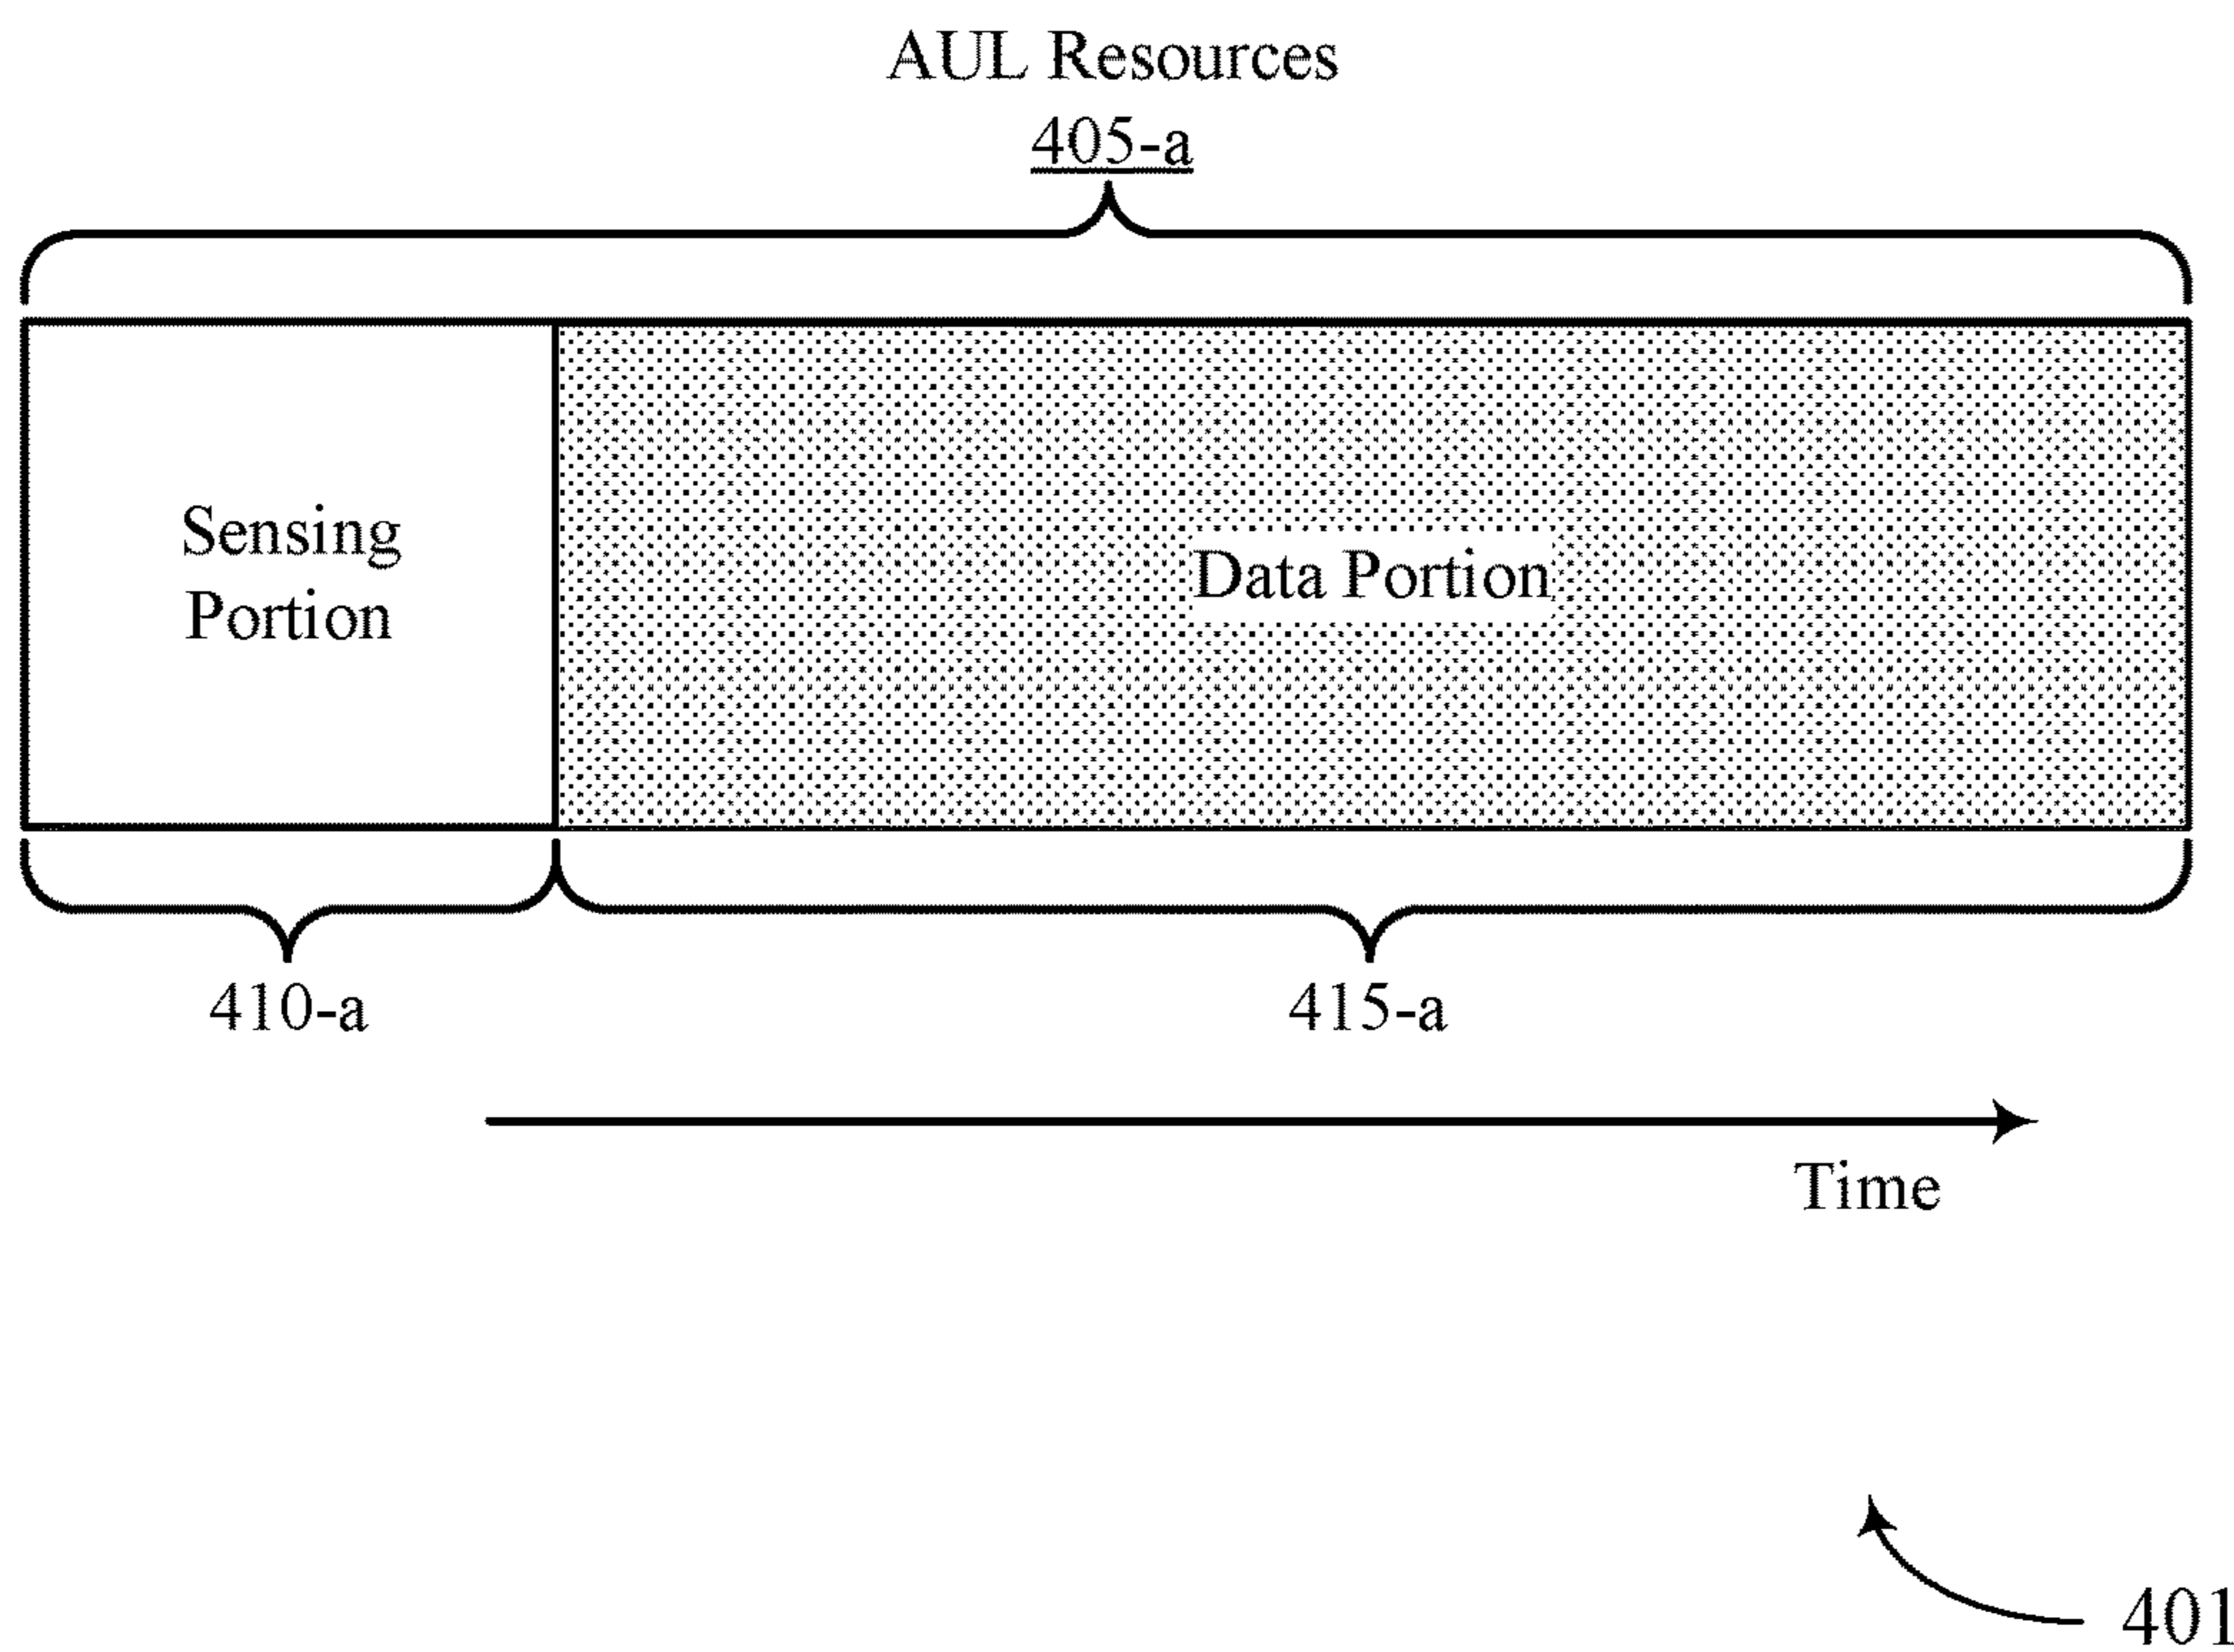 AUL Resources
405-a
Sensing
Portion
Data Portion
410-a
415-a
Time
401